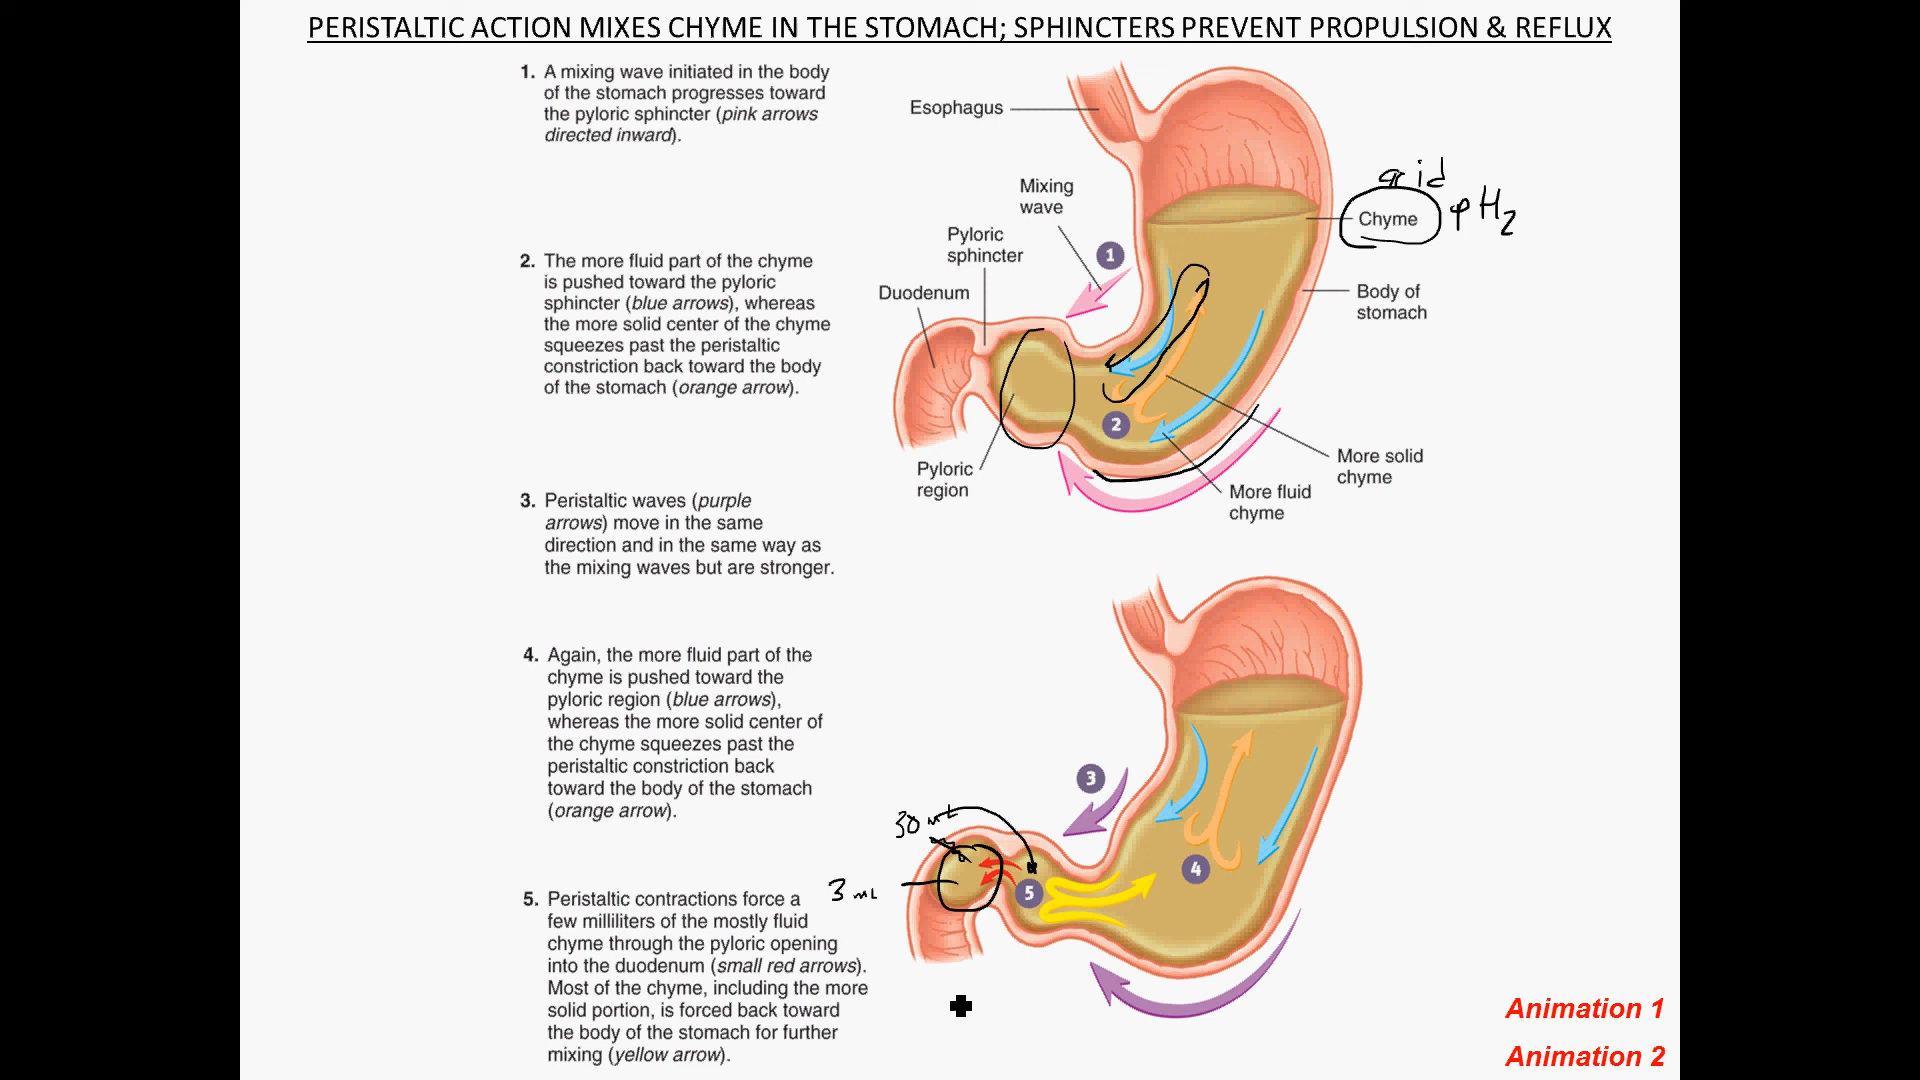 PERISTALTIC ACTION MIXES CHYME IN THE STOMACH; SPHINCTERS PREVENT PROPULSION & REFLUX
1. A mixing wave initiated in the body
of the stomach progresses toward
the pyloric sphincter (pink arrows
directed inward).
2. The more fluid part of the chyme
is pushed toward the pyloric
sphincter (blue arrows), whereas
the more solid center of the chyme
squeezes past the peristaltic
constriction back toward the body
of the stomach (orange arrow).
3. Peristaltic waves (purple
arrows) move in the same
direction and in the same way as
the mixing waves but are stronger.
4. Again, the more fluid part of the
chyme is pushed toward the
pyloric region (blue arrows),
whereas the more solid center of
the chyme squeezes past the
peristaltic constriction back
toward the body of the stomach
(orange arrow).
5. Peristaltic contractions force a
few milliliters of the mostly fluid
chyme through the pyloric opening
into the duodenum (small red arrows).
Most of the chyme, including the more
solid portion, is forced back toward
the body of the stomach for further
mixing (yellow arrow).
Esophagus
Mixing
wave
1
Pyloric
sphincter
Duodenum
acid
Chyme
pH 2
Body of
stomach
2
Pyloric
region
More solid
chyme
More fluid
chyme
3
30 mL
4
3 mL
5
Animation 1
Animation 2